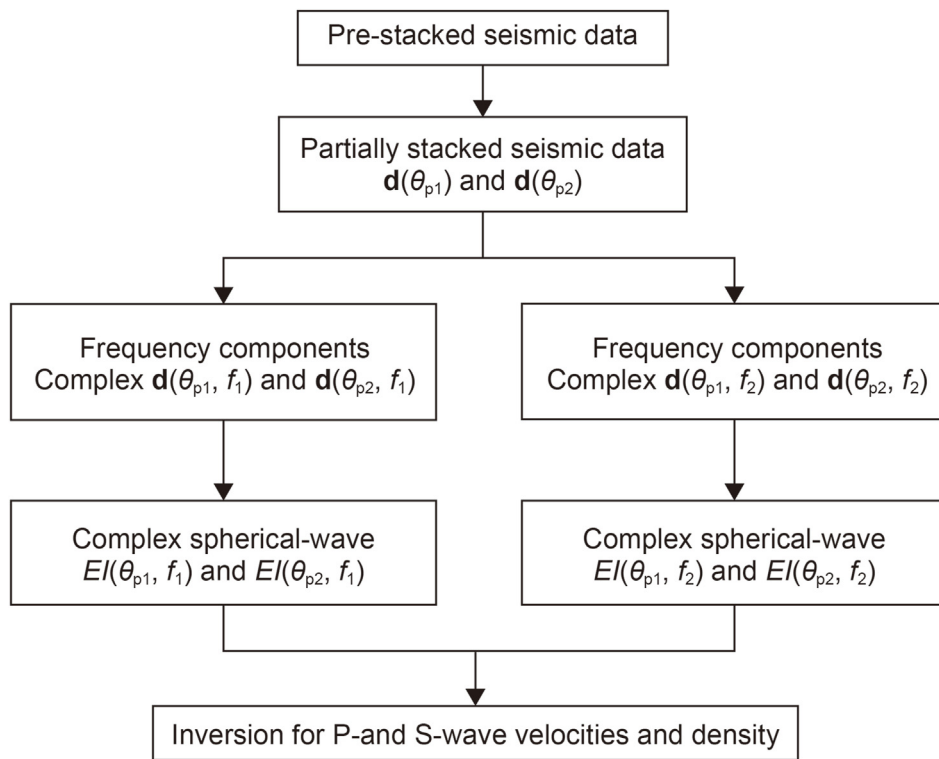 Pre-stacked seismic data
Partially stacked seismic data
d(θp1) and d(θp2)
Frequency components
Complex d(θp1, f1) and d(θp2, f1)
Frequency components
Complex d(θp1, f2) and d(θp2, f2)
Complex spherical-wave
EI(θp1, f1) and EI(θp2, f1)
Complex spherical-wave
EI(θp1, f2) and EI(θp2, f2)
Inversion for P-and S-wave velocities and density